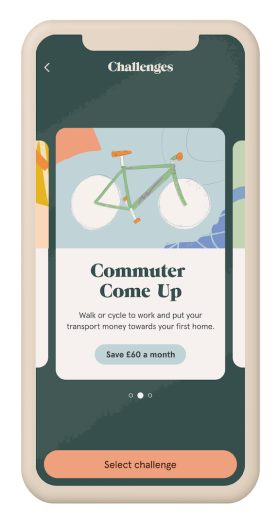 Challenges
Commuter
Come Up
Walk or cycle to work and put your
transport money towards your first home.
Save £60 a month
Select challenge